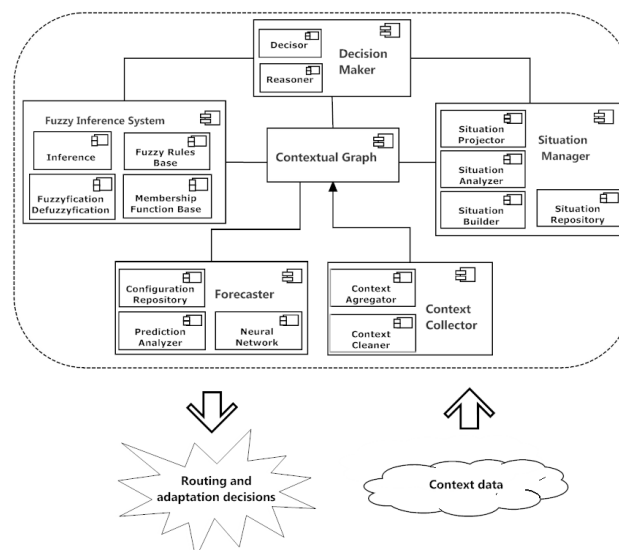 Decisor
Reasoner
Decision
Maker
Fuzzy Inference System
Inference
Fuzzy Rules
Base
Fuzzyfication
Defuzzyfication
Membership
Function Base
Contextual Graph
Situation
Projector
Situation
Analyzer
Situation
Builder
Situation
Manager
Situation
Repository
Configuration
Repository
Prediction
Analyzer
Forecaster
Neural
Network
Context
Agregator
Context
Cleaner
Context
Collector
Routing and
adaptation decisions
Context data